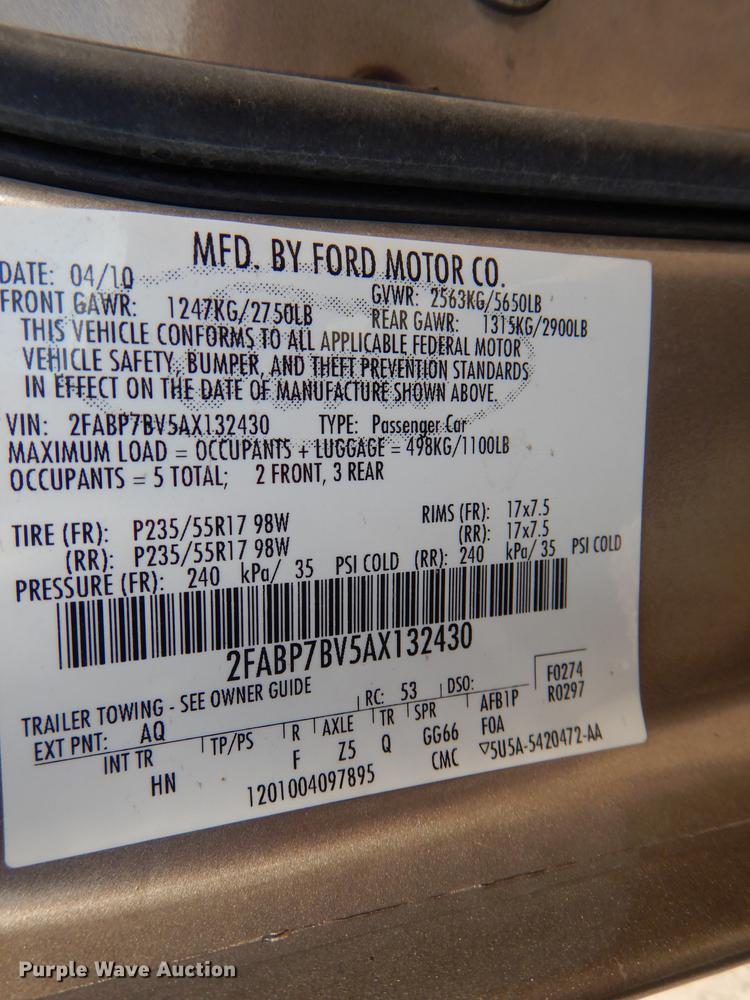 MFD. BY FORD MOTOR CO.
DATE: 04/10 GVWR: 2563KG/5650LB
FRONT GAWR: 1247KG/2750LB REAR GAWR: 1315KG/2900LB
THIS VEHICLE CONFORMS TO ALL APPLICABLE FEDERAL MOTOR
VEHICLE SAFETY, BUMPER, AND THEFT PREVENTION STANDARDS
IN EFFECT ON THE DATE OF MANUFACTURE SHOWN ABOVE.
VIN: 2FABP7BV5AX132430 TYPE: Passenger Car
MAXIMUM LOAD = OCCUPANTS + LUGGAGE = 498KG/1100LB
OCCUPANTS = 5 TOTAL; 2 FRONT, 3 REAR
TIRE (FR): P235/55R17 98W RIMS (FR): 17x7.5
(RR): P235/55R17 98W (RR): 17x7.5
PRESSURE (FR): 240 kPa/ 35 PSI COLD (RR): 240 kPa/ 35 PSI COLD
2FABP7BV5AX132430
TRAILER TOWING - SEE OWNER GUIDE F0274
EXT PNT: AQ RC: 53 DSO: AFB1P R0297
INT TR TP/PS R AXLE TR SPR F0A
HN F Z5 Q GG66 ▽5U5A-5420472-AA
1201004097895 CMC
Purple Wave Auction